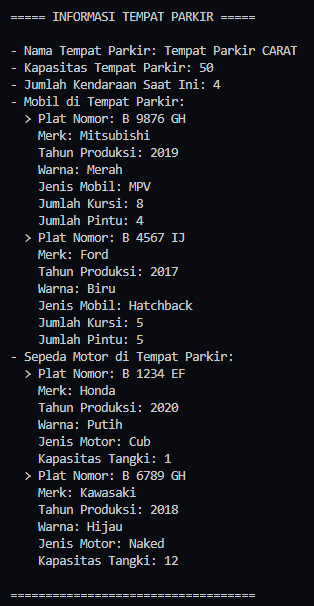 ===== INFORMASI TEMPAT PARKIR =====
- Nama Tempat Parkir: Tempat Parkir CARAT
- Kapasitas Tempat Parkir: 50
- Jumlah Kendaraan Saat Ini: 4
- Mobil di Tempat Parkir:
> Plat Nomor: B 9876 GH
Merk: Mitsubishi
Tahun Produksi: 2019
Warna: Merah
Jenis Mobil: MPV
Jumlah Kursi: 8
Jumlah Pintu: 4
> Plat Nomor: B 4567 IJ
Merk: Ford
Tahun Produksi: 2017
Warna: Biru
Jenis Mobil: Hatchback
Jumlah Kursi: 5
Jumlah Pintu: 5
- Sepeda Motor di Tempat Parkir:
> Plat Nomor: B 1234 EF
Merk: Honda
Tahun Produksi: 2020
Warna: Putih
Jenis Motor: Cub
Kapasitas Tangki: 1
> Plat Nomor: B 6789 GH
Merk: Kawasaki
Tahun Produksi: 2018
Warna: Hijau
Jenis Motor: Naked
Kapasitas Tangki: 12
===================================